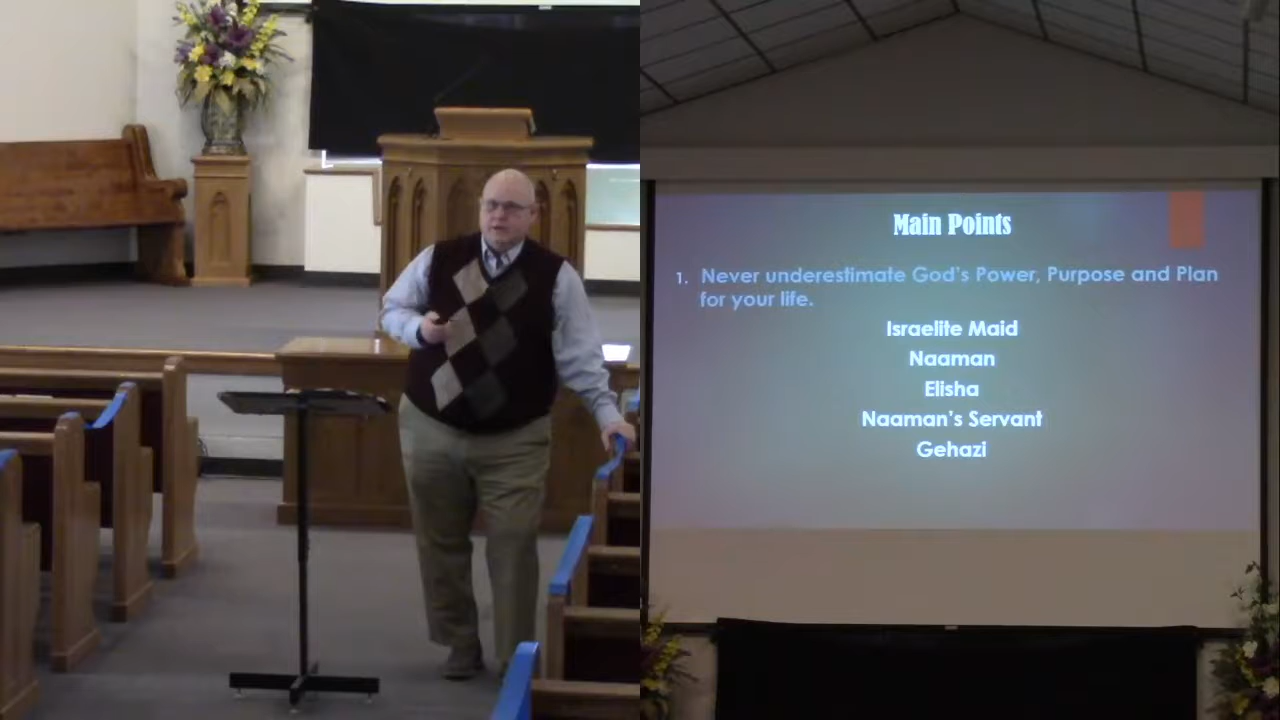 Main Points
1. Never underestimate God's Power, Purpose and Plan
for your life.
Israelite Maid
Naaman
Elisha
Naaman's Servant
Gehazi